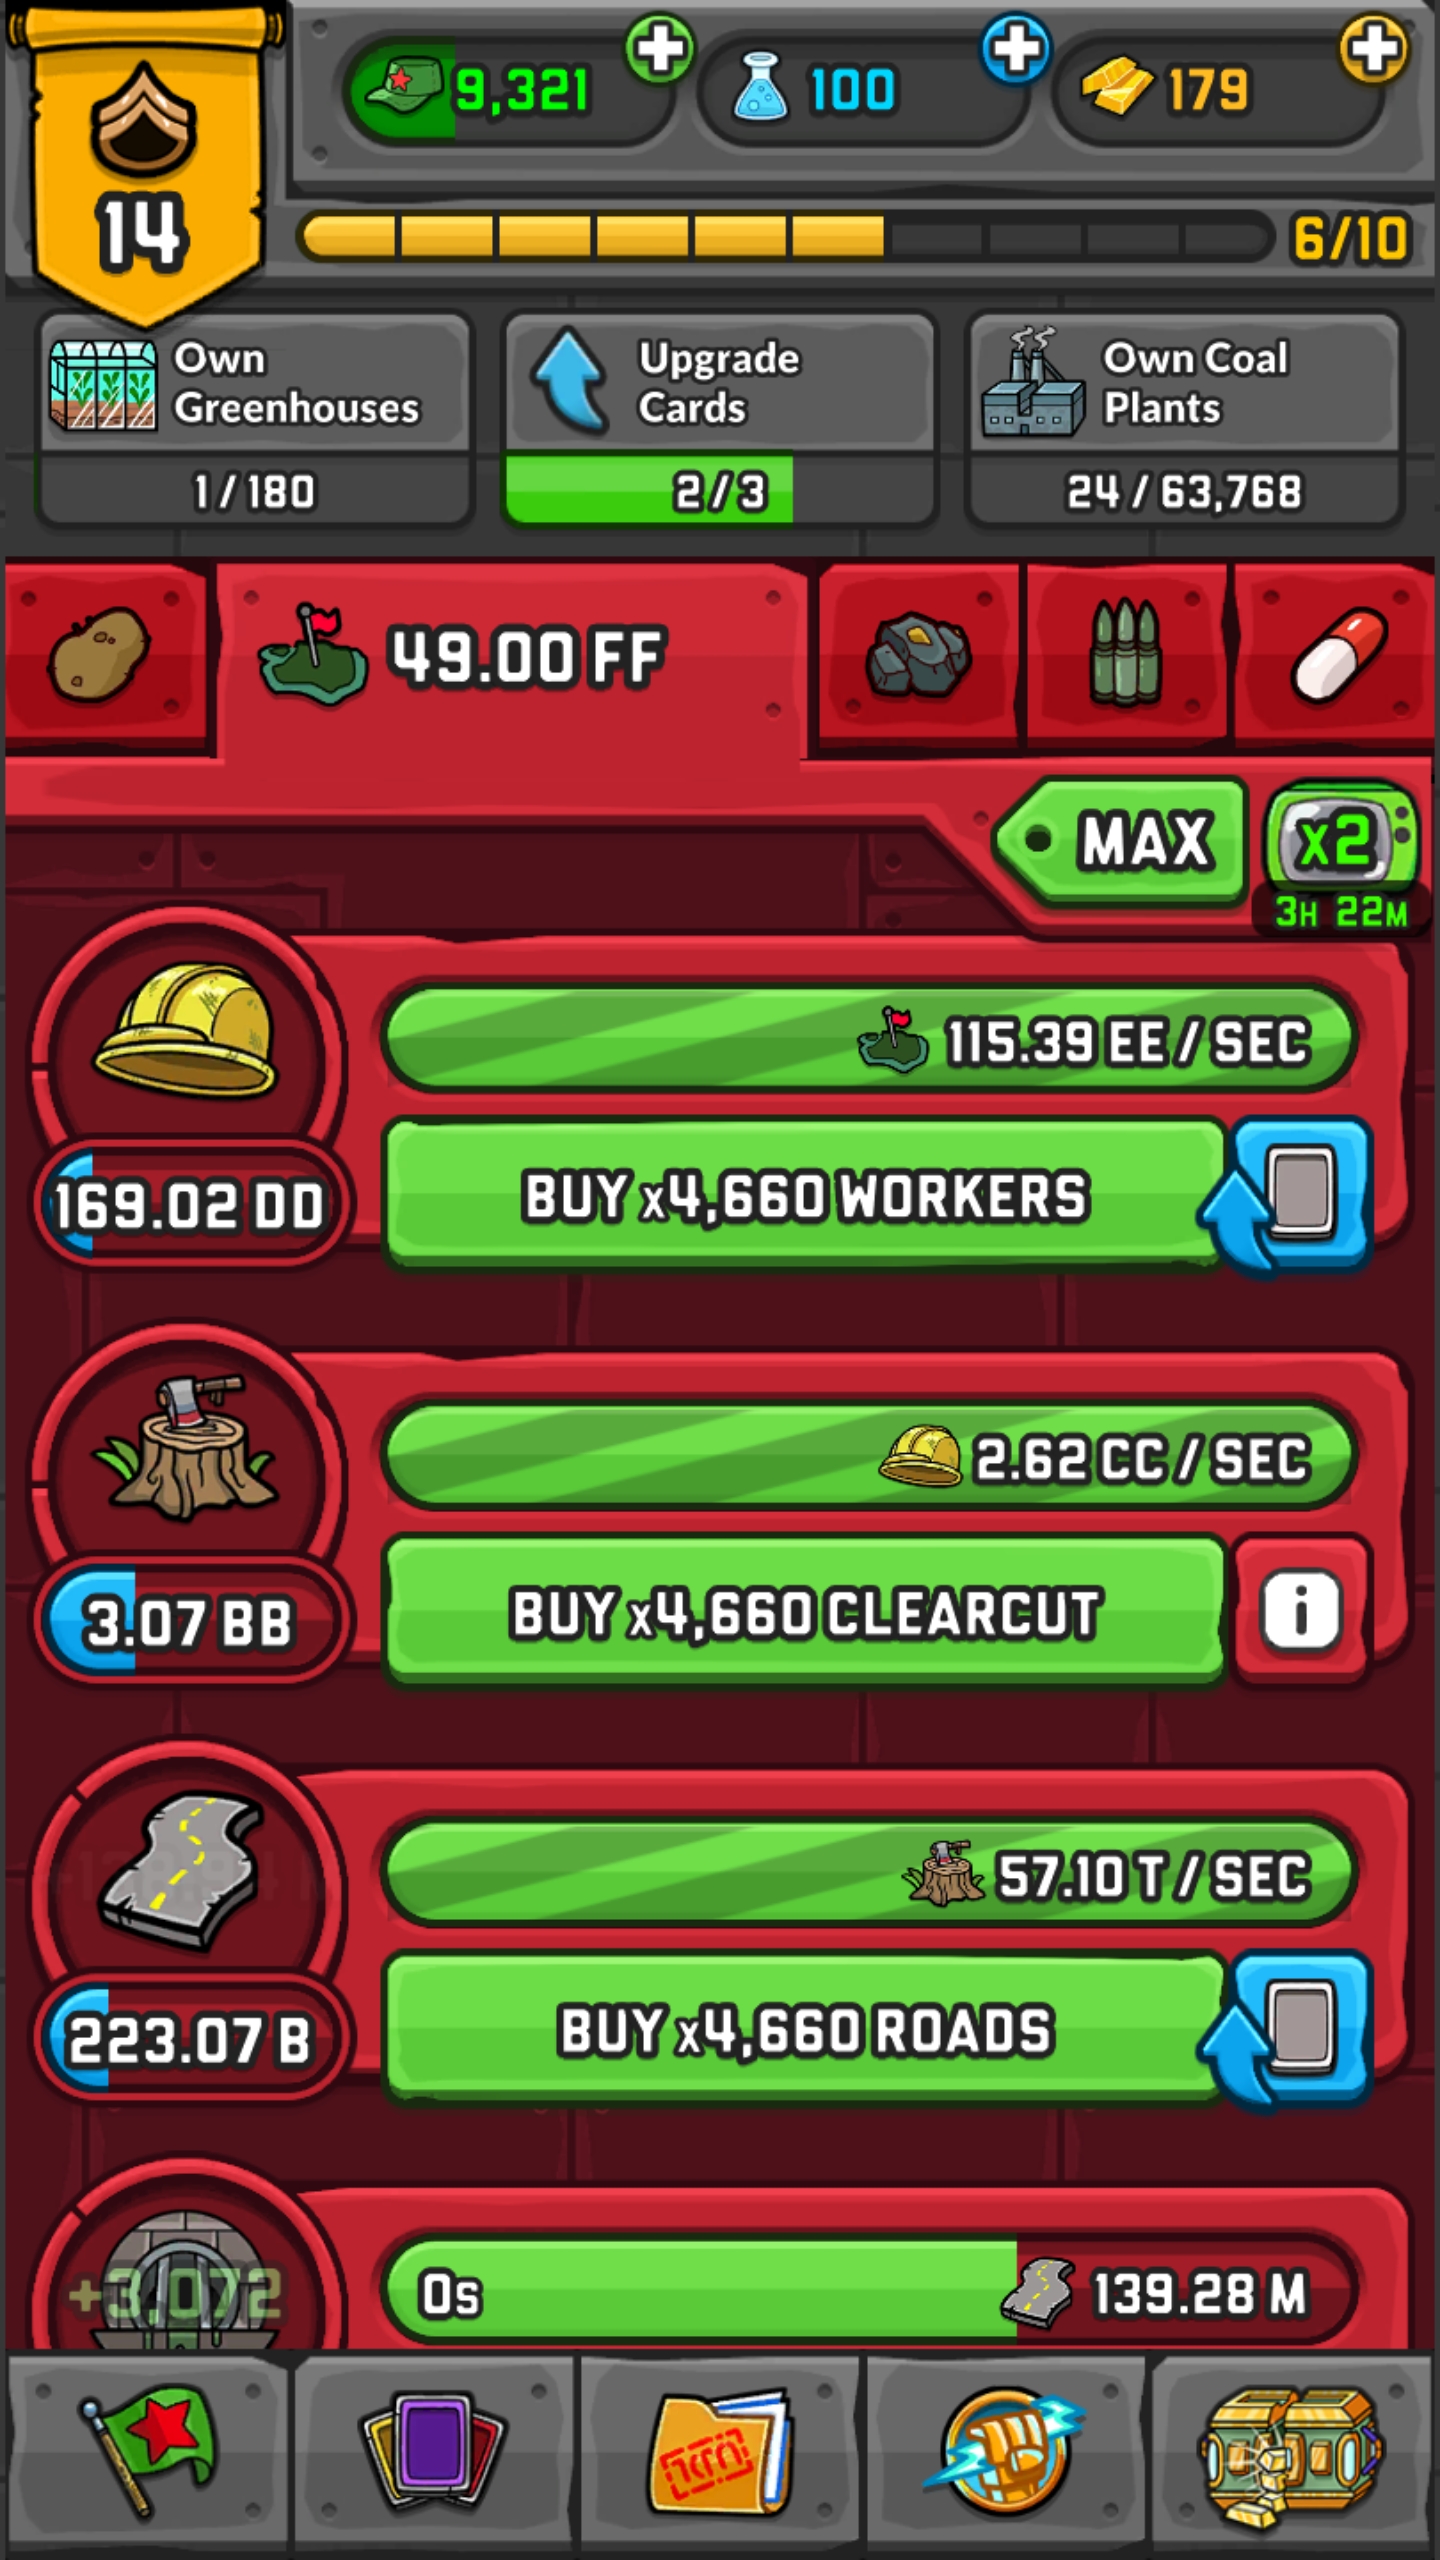 9,321
100
179
14
6/10
Own
Greenhouses
1/180
Upgrade
Cards
2/3
Own Coal
Plants
24/63,768
49.00 FF
MAX
x2
3H 22M
115.39 EE/SEC
169.02 DD
BUY x4,660 WORKERS
2.62 CC/SEC
3.07 BB
BUY x4,660 CLEARCUT
i
57.10 T/SEC
223.07 B
BUY x4,660 ROADS
+3,072
0s
139.28 M